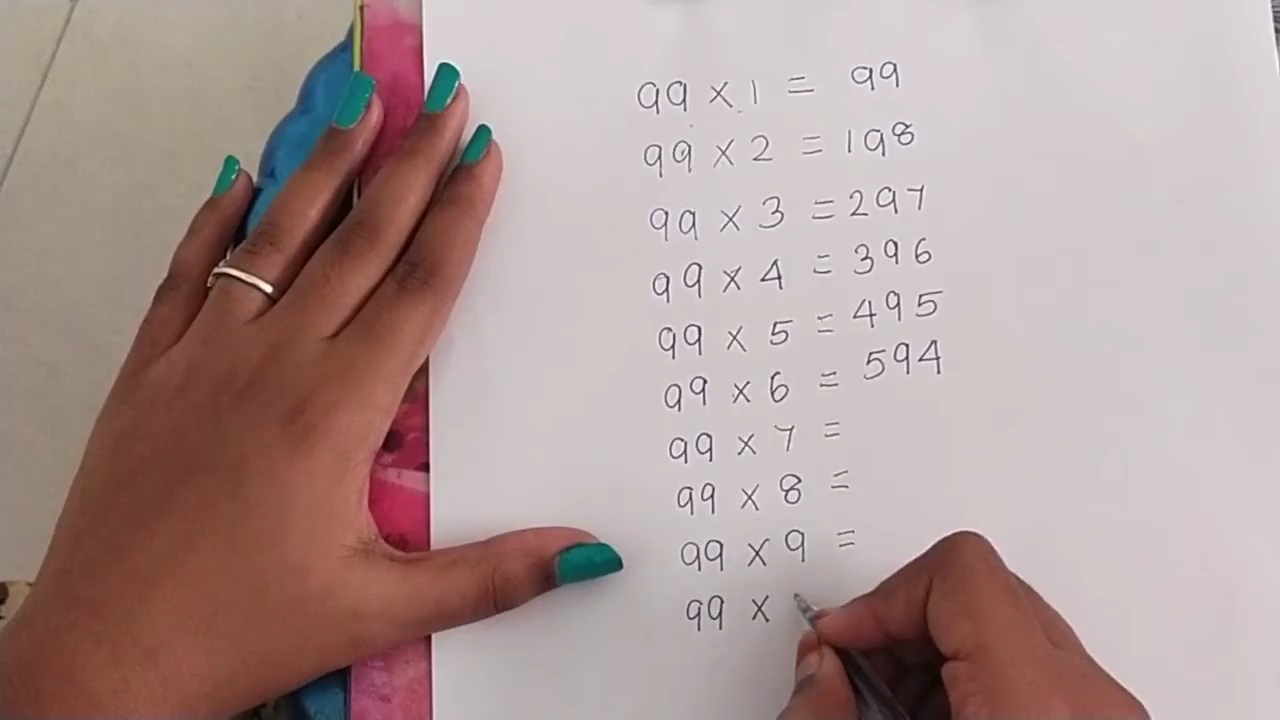 99 × 1 = 99
99 × 2 = 198
99 × 3 = 297
99 × 4 = 396
99 × 5 = 495
99 × 6 = 594
99 × 7 =
99 × 8 =
99 × 9 =
99 ×